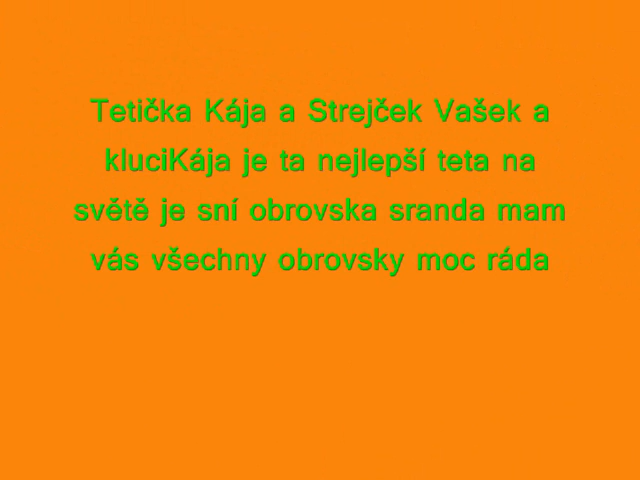 Tetička Kája a Strejček Vašek a
kluciKája je ta nejlepší teta na
světě je sní obrovska sranda mam
vás všechny obrovsky moc ráda